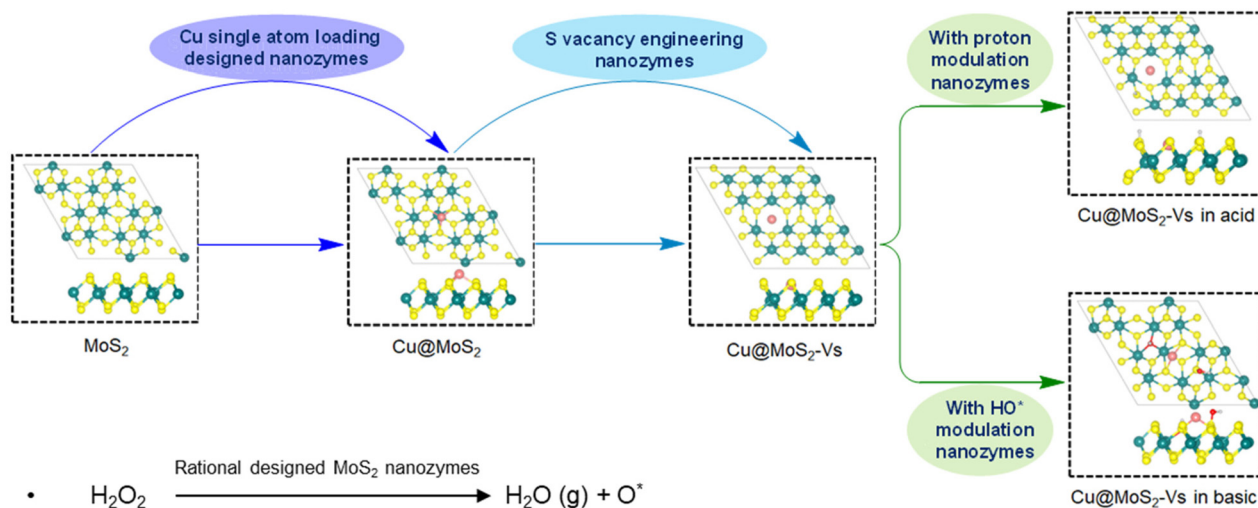 Cu single atom loading
designed nanozymes
S vacancy engineering
nanozymes
With proton
modulation
nanozymes
MoS₂
Cu@MoS₂
Cu@MoS₂-Vs
Cu@MoS₂-Vs in acid
With HO*
modulation
nanozymes
Cu@MoS₂-Vs in basic
Rational designed MoS₂ nanozymes
• H₂O₂ H₂O (g) + O*